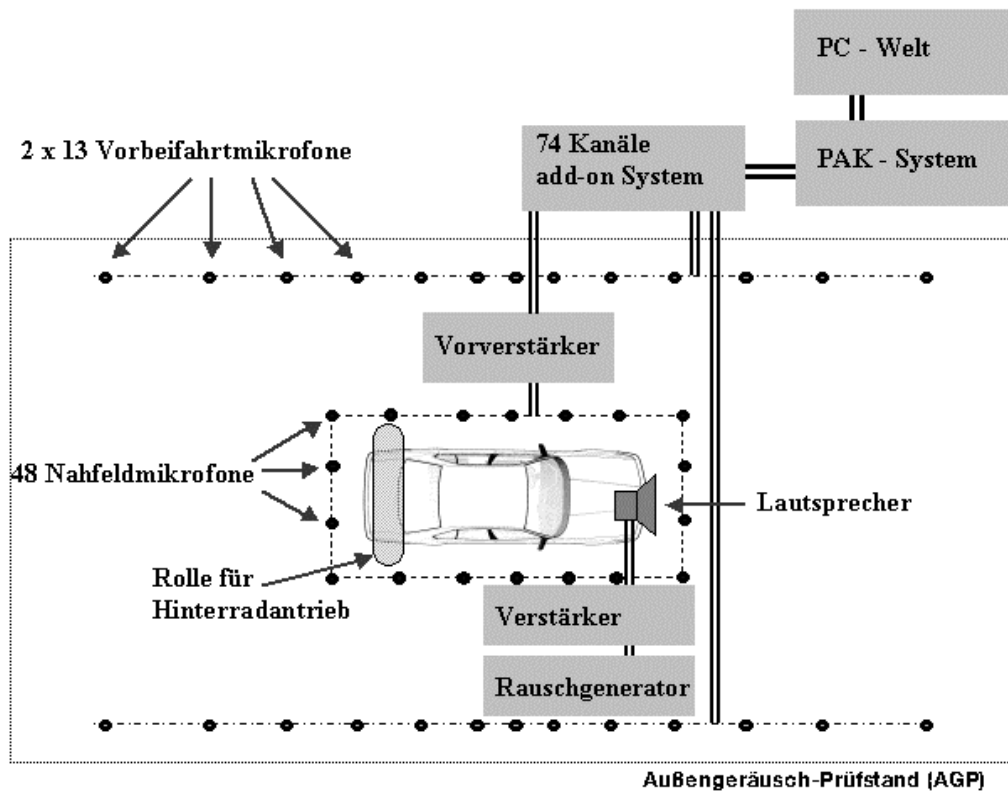 PC - Welt
2 x 13 Vorbeifahrtmikrofone
74 Kanäle
add-on System
PAK - System
Vorverstärker
48 Nahfeldmikrofone
Lautsprecher
Rolle für
Hinterradantrieb
Verstärker
Rauschgenerator
Außengeräusch-Prüfstand (AGP)